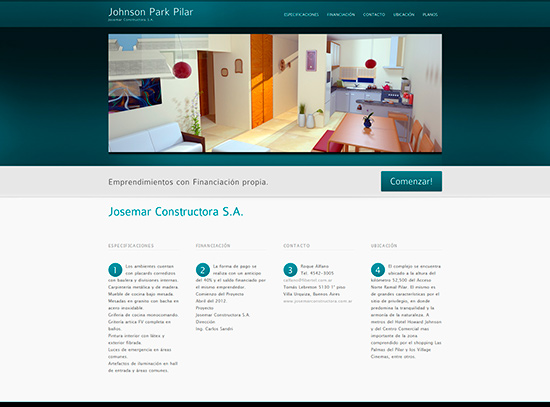 Johnson Park Pilar
Josemar Constructora S.A.
ESPECIFICACIONES FINANCIACIÓN CONTACTO UBICACIÓN PLANOS
Emprendimientos con Financiación propia.
Comenzar!
Josemar Constructora S.A.
ESPECIFICACIONES
1 Los ambientes cuentan
con placards corredizos
con baulera y divisiones internas.
Carpintería metálica y de madera.
Mueble de cocina bajo mesada.
Mesadas en granito con bacha en
acero inoxidable.
Grifería de cocina monocomando.
Grifería artica FV completa en
baños.
Pintura interior con látex y
exterior fibrada.
Luces de emergencia en áreas
comunes.
Artefactos de iluminación en hall
de entrada o áreas comunes.
FINANCIACIÓN
2 La forma de pago se
realiza con un anticipo
del 40% y el saldo financiado por
el mismo emprendedor.
Comienzo del Proyecto
Abril del 2012.
Proyecto
Josemar Constructora S.A.
Dirección
Ing. Carlos Sardri
CONTACTO
3 Roque Alfano
Tel. 4542-3005
Tomás Lebreton 5130 1° piso
Villa Urquiza, Buenos Aires
www.josemarconstructora.com.ar
UBICACIÓN
4 El complejo se encuentra
ubicado a la altura del
kilómetro 52,500 del Acceso
Norte Ramal Pilar. El mismo es
de grandes características por el
sitio de privilegio, en donde
predomina la tranquilidad y la
armonía de la naturaleza. A
metros del Hotel Howard Johnson
y del Centro Comercial mas
importante de la zona
comprendido por el shopping Las
Palmas del Pilar y los Village
Cinemas, entre otros.